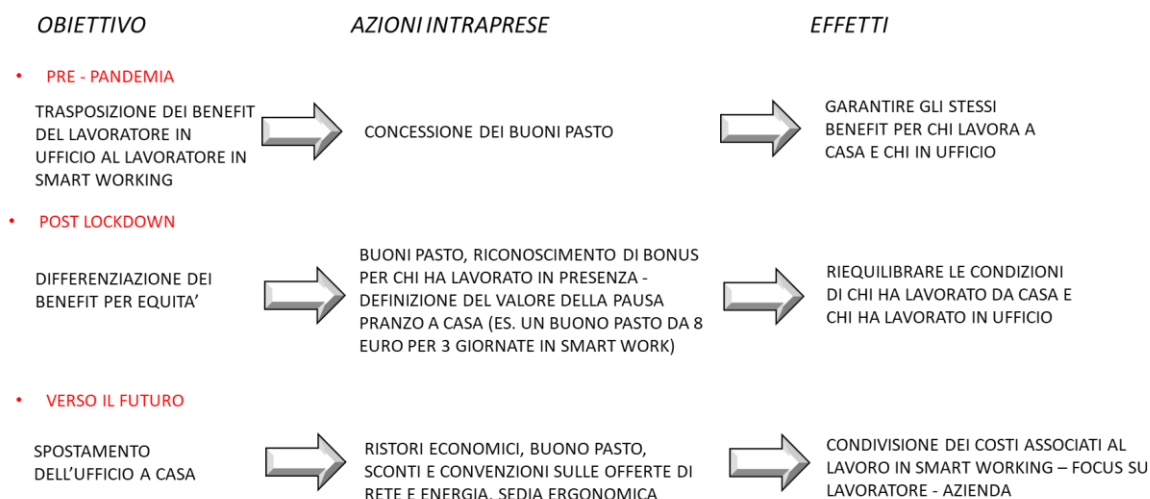 OBIETTIVO
AZIONI INTRAPRESE
EFFETTI
• PRE - PANDEMIA
TRASPOSIZIONE DEI BENEFIT
DEL LAVORATORE IN
UFFICIO AL LAVORATORE IN
SMART WORKING
CONCESSIONE DEI BUONI PASTO
GARANTIRE GLI STESSI
BENEFIT PER CHI LAVORA A
CASA E CHI IN UFFICIO
• POST LOCKDOWN
DIFFERENZIAZIONE DEI
BENEFIT PER EQUITA’
BUONI PASTO, RICONOSCIMENTO DI BONUS
PER CHI HA LAVORATO IN PRESENZA -
DEFINIZIONE DEL VALORE DELLA PAUSA
PRANZO A CASA (ES. UN BUONO PASTO DA 8
EURO PER 3 GIORNATE IN SMART WORK)
RIEQUILIBRARE LE CONDIZIONI
DI CHI HA LAVORATO DA CASA E
CHI HA LAVORATO IN UFFICIO
• VERSO IL FUTURO
SPOSTAMENTO
DELL’UFFICIO A CASA
RISTORI ECONOMICI, BUONO PASTO,
SCONTI E CONVENZIONI SULLE OFFERTE DI
RETE E ENERGIA, SEDIA ERGONOMICA
CONDIVISIONE DEI COSTI ASSOCIATI AL
LAVORO IN SMART WORKING – FOCUS SU
LAVORATORE - AZIENDA